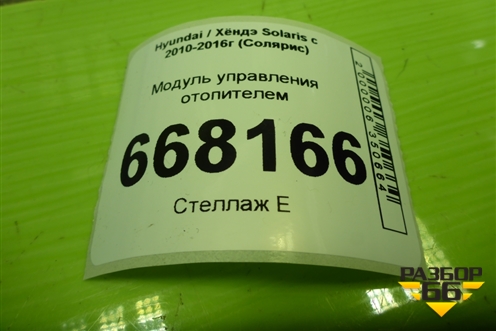 Hyundai / Хёндэ Solaris с
2010-2016г (Солярис)
Модуль управления
отопителем
668166
Стеллаж Е
2000006350664
РАЗБОР
66